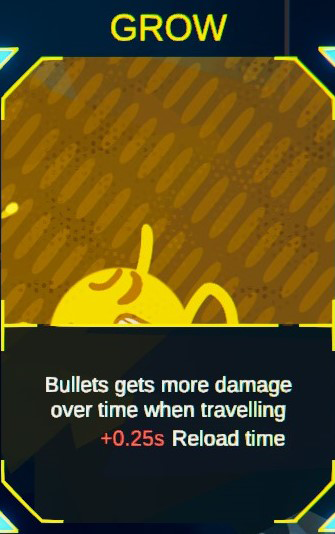 GROW
Bullets gets more damage
over time when travelling
+0.25s Reload time